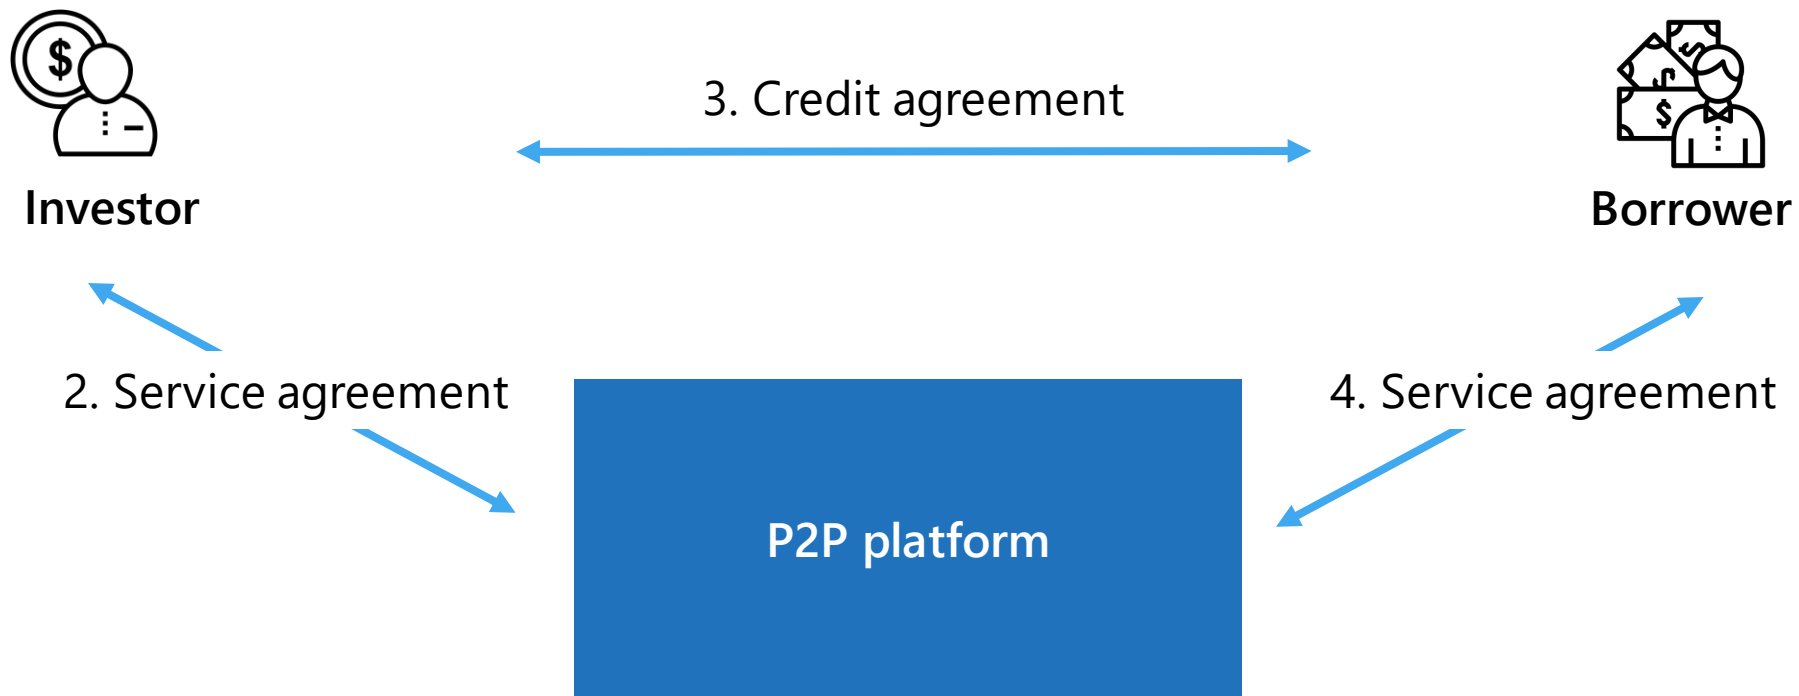 $
$
$
$
$
3. Credit agreement
Investor
Borrower
2. Service agreement
4. Service agreement
P2P platform